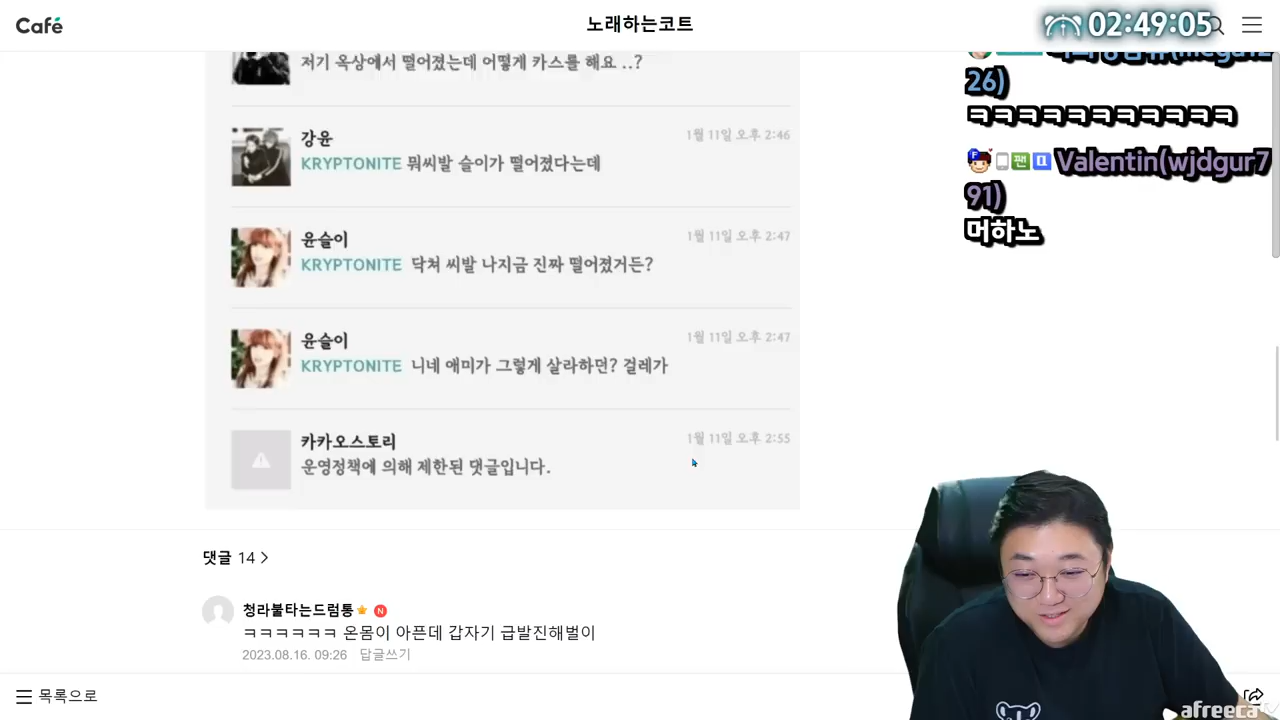 Café
노래하는코트
02:49:05
저기 옥상에서 떨어졌는데 어떻게 카스를 해요 ..?
강윤
1월 11일 오후 2:46
KRYPTONITE 뭐씨발 슬이가 떨어졌다는데
윤슬이
1월 11일 오후 2:47
KRYPTONITE 닥쳐 씨발 나지금 진짜 떨어졌거든?
윤슬이
1월 11일 오후 2:47
KRYPTONITE 니네 애미가 그렇게 살라하던? 걸레가
카카오스토리
1월 11일 오후 2:55
운영정책에 의해 제한된 댓글입니다.
댓글 14
청라불타는드럼통
N
ㅋㅋㅋㅋㅋㅋ 온몸이 아픈데 갑자기 급발진해벌이
2023.08.16. 09:26 답글쓰기
목록으로
26)
ㅋㅋㅋㅋㅋㅋㅋㅋㅋㅋㅋ
팬 Valentin(wjdgur7
91)
머하노
afreecaTV